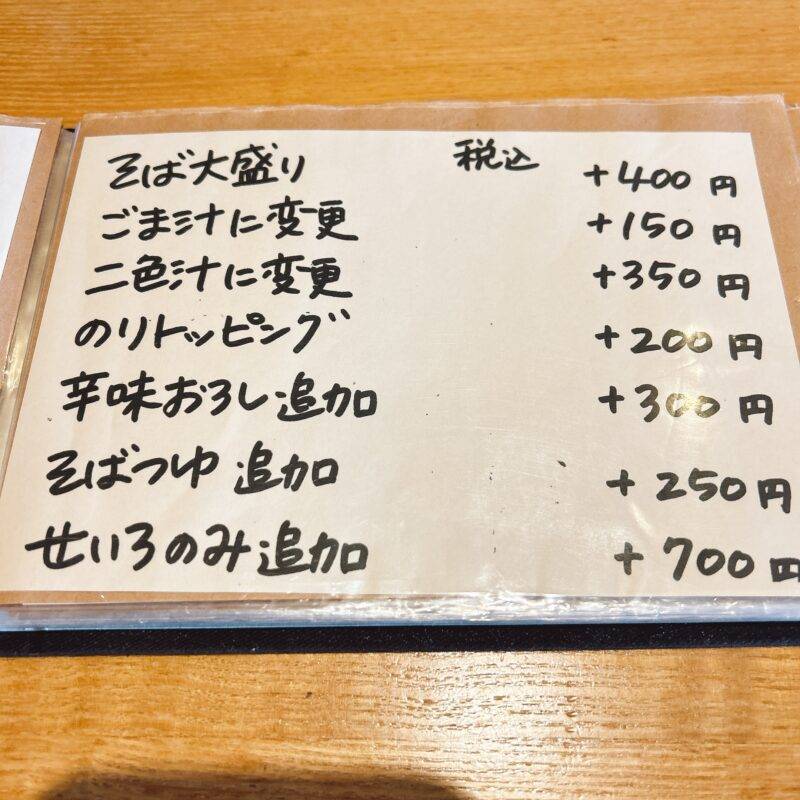 そば大盛り 税込 +400円
ごま汁に変更 +150円
二色汁に変更 +350円
のりトッピング +200円
辛味おろし追加 +300円
そばつゆ追加 +250円
せいろのみ追加 +700円